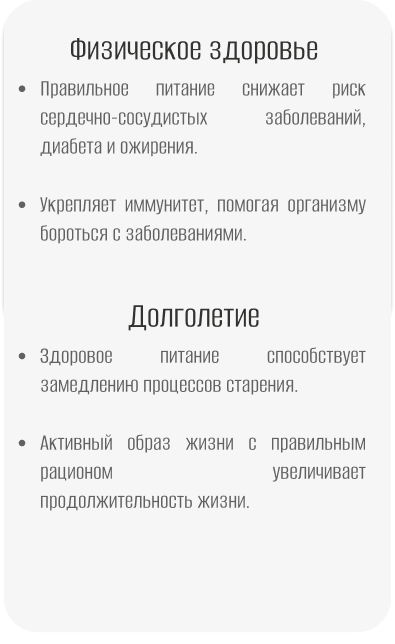 Физическое здоровье
• Правильное питание снижает риск
сердечно-сосудистых заболеваний,
диабета и ожирения.
• Укрепляет иммунитет, помогая организму
бороться с заболеваниями.
Долголетие
• Здоровое питание способствует
замедлению процессов старения.
• Активный образ жизни с правильным
рационом увеличивает
продолжительность жизни.